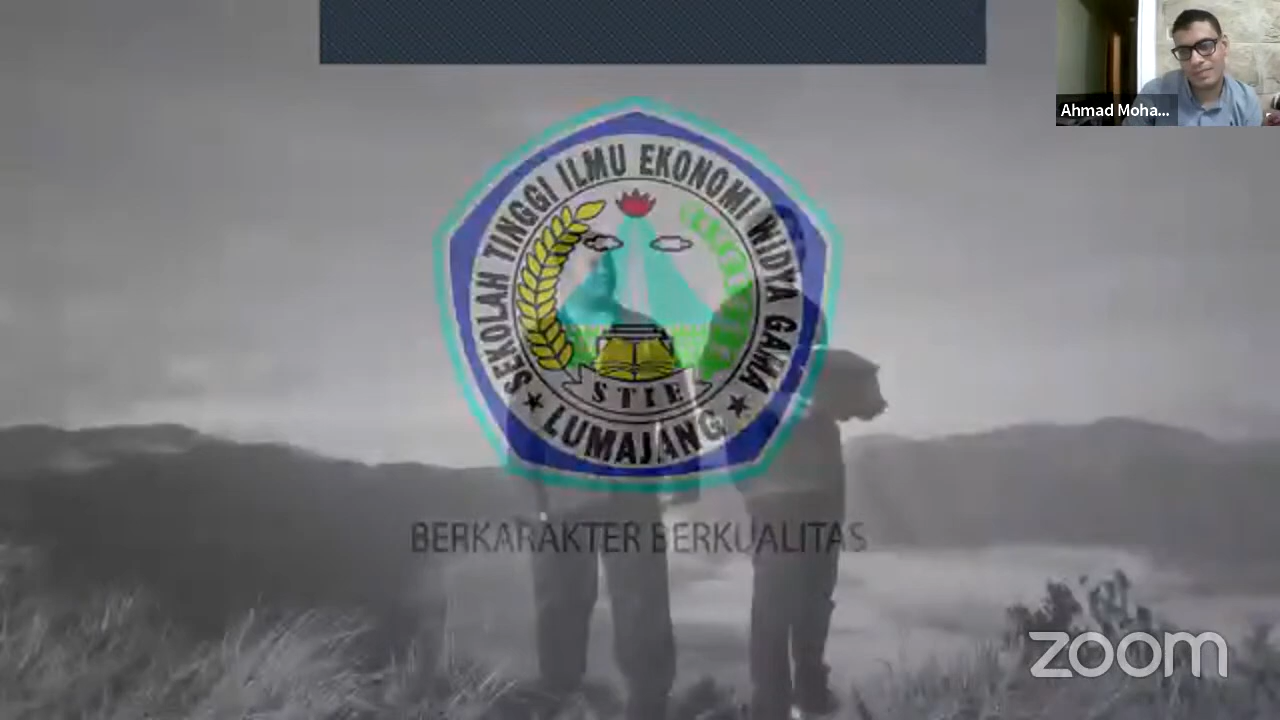 Ahmad Moha...
SEKOLAH TINGGI ILMU EKONOMI WIDYA GAMA
STIE
LUMAJANG
BERKARAKTER BERKUALITAS
zoom